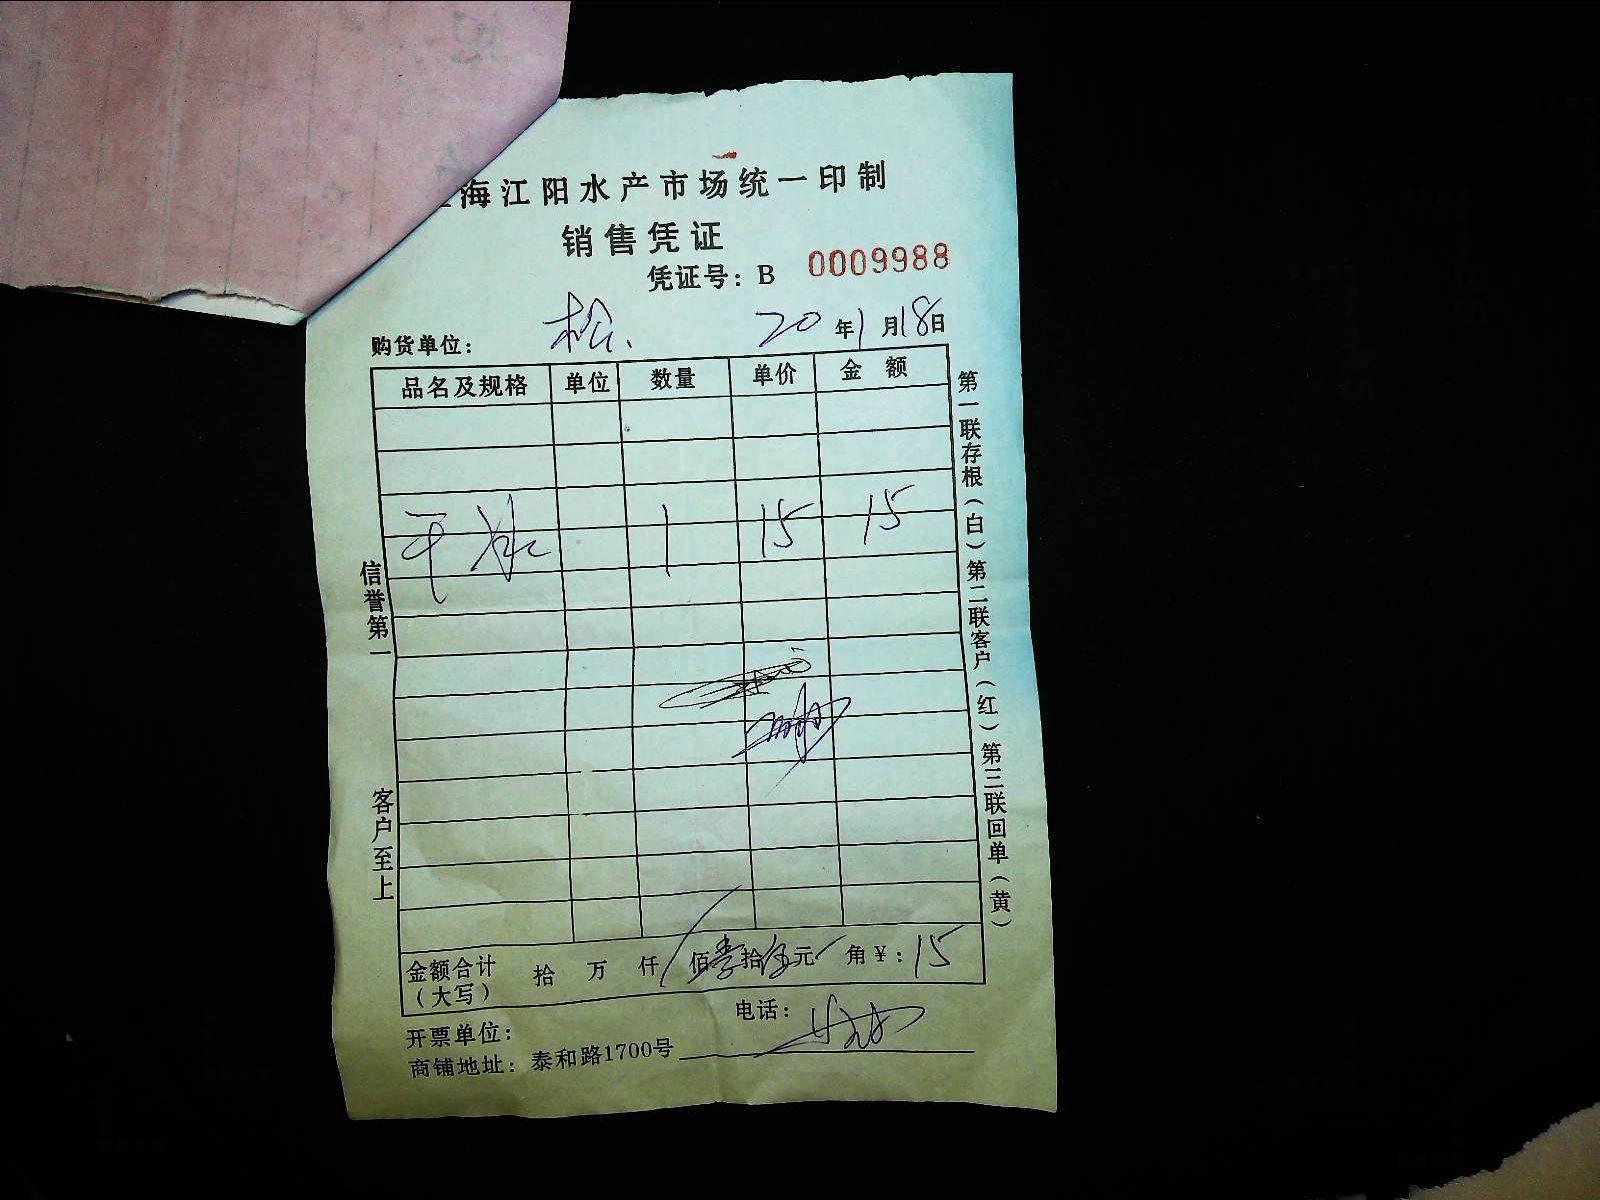 海江阳水产市场统一印制
销售凭证
凭证号：B 0009988
购货单位： 松. 20年1月18日
品名及规格 单位 数量 单价 金额
平 1 15 15
金额合计（大写） 拾 万 仟 佰壹拾伍元 角￥：15
电话：
开票单位：
商铺地址：泰和路1700号
信誉第一
客户至上
第一联存根（白）第二联客户（红）第三联回单（黄）